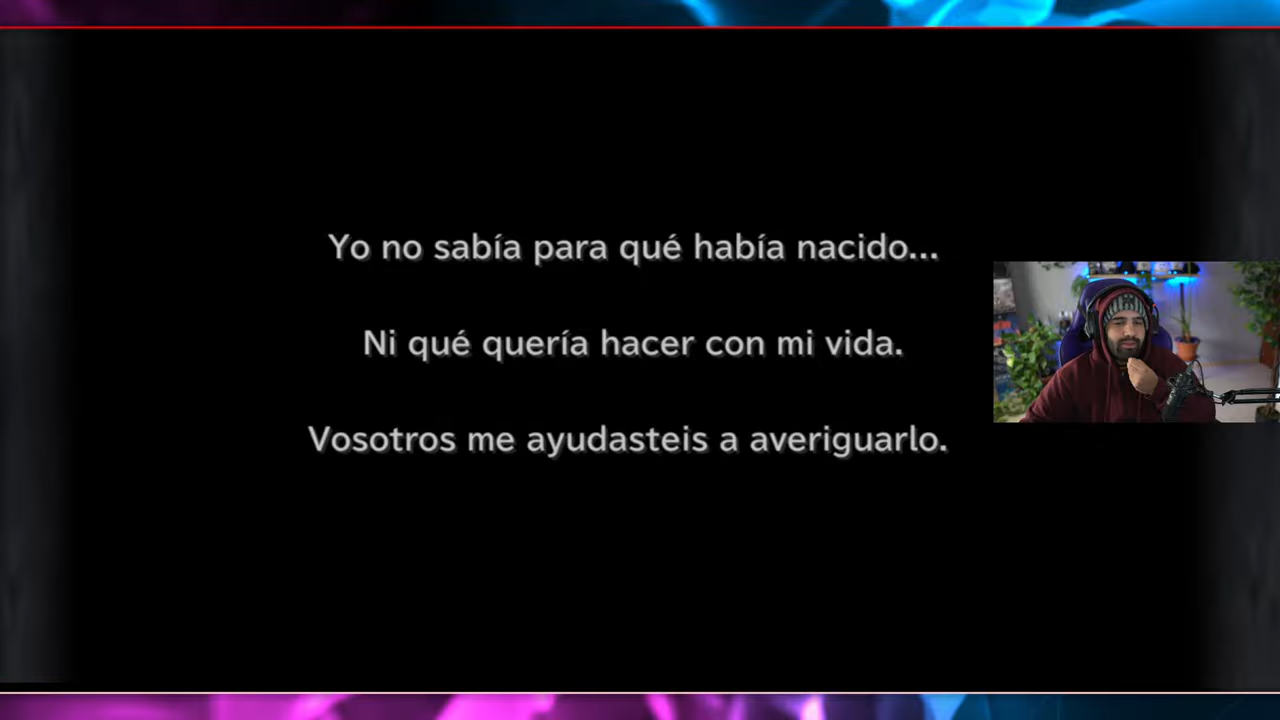 Yo no sabía para qué había nacido...
Ni qué quería hacer con mi vida.
Vosotros me ayudasteis a averiguarlo.